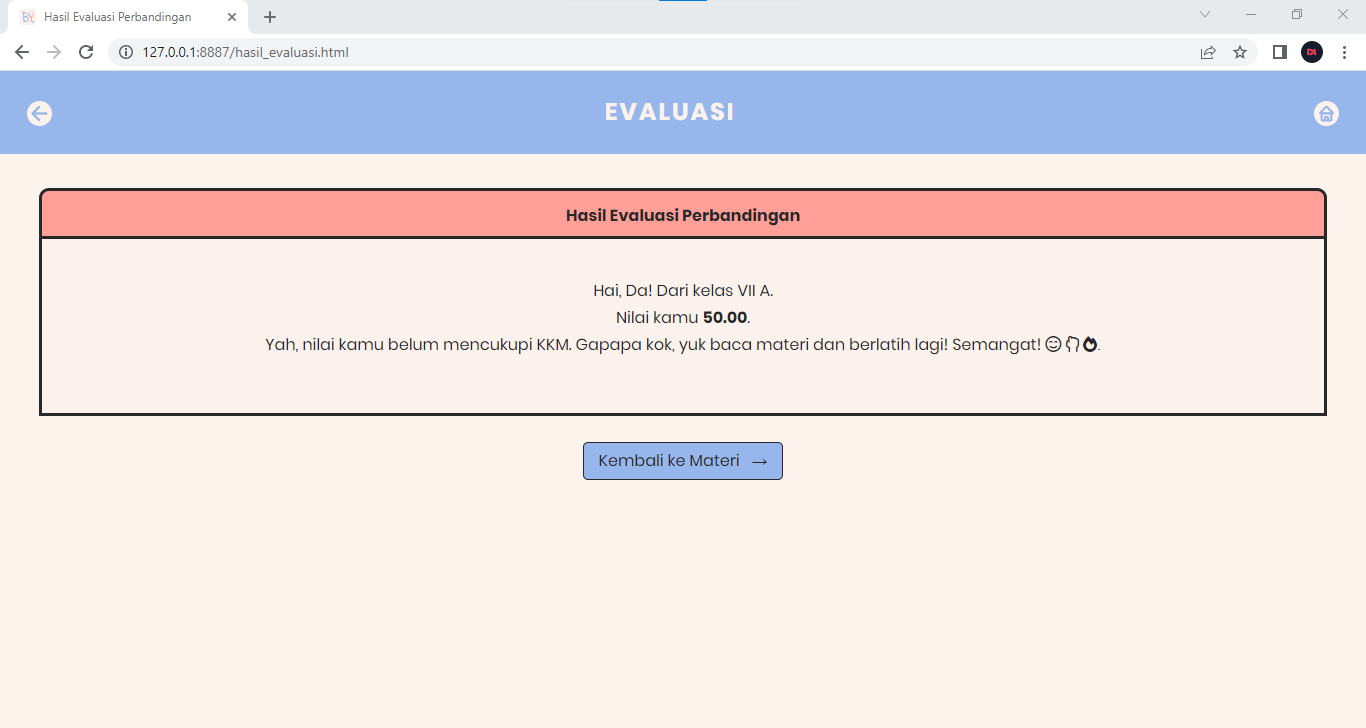 Hasil Evaluasi Perbandingan
127.0.0.1:8887/hasil_evaluasi.html
EVALUASI
Hasil Evaluasi Perbandingan
Hai, Da! Dari kelas VII A.
Nilai kamu 50.00.
Yah, nilai kamu belum mencukupi KKM. Gapapa kok, yuk baca materi dan berlatih lagi! Semangat! .
Kembali ke Materi →